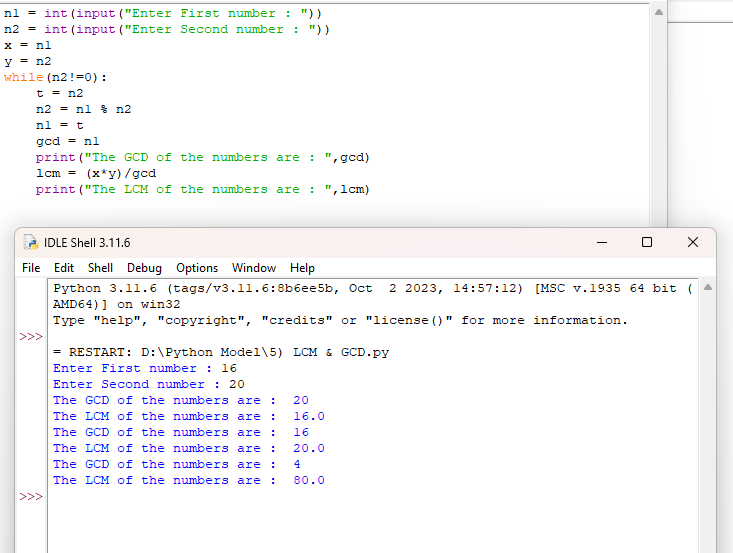 n1 = int(input("Enter First number : "))
n2 = int(input("Enter Second number : "))
x = n1
y = n2
while(n2!=0):
    t = n2
    n2 = n1 % n2
    n1 = t
    gcd = n1
    print("The GCD of the numbers are : ",gcd)
    lcm = (x*y)/gcd
    print("The LCM of the numbers are : ",lcm)
IDLE Shell 3.11.6
File Edit Shell Debug Options Window Help
Python 3.11.6 (tags/v3.11.6:8b6ee5b, Oct  2 2023, 14:57:12) [MSC v.1935 64 bit (
AMD64)] on win32
Type "help", "copyright", "credits" or "license()" for more information.
>>>
= RESTART: D:\Python Model\5) LCM & GCD.py
Enter First number : 16
Enter Second number : 20
The GCD of the numbers are :  20
The LCM of the numbers are :  16.0
The GCD of the numbers are :  16
The LCM of the numbers are :  20.0
The GCD of the numbers are :  4
The LCM of the numbers are :  80.0
>>>